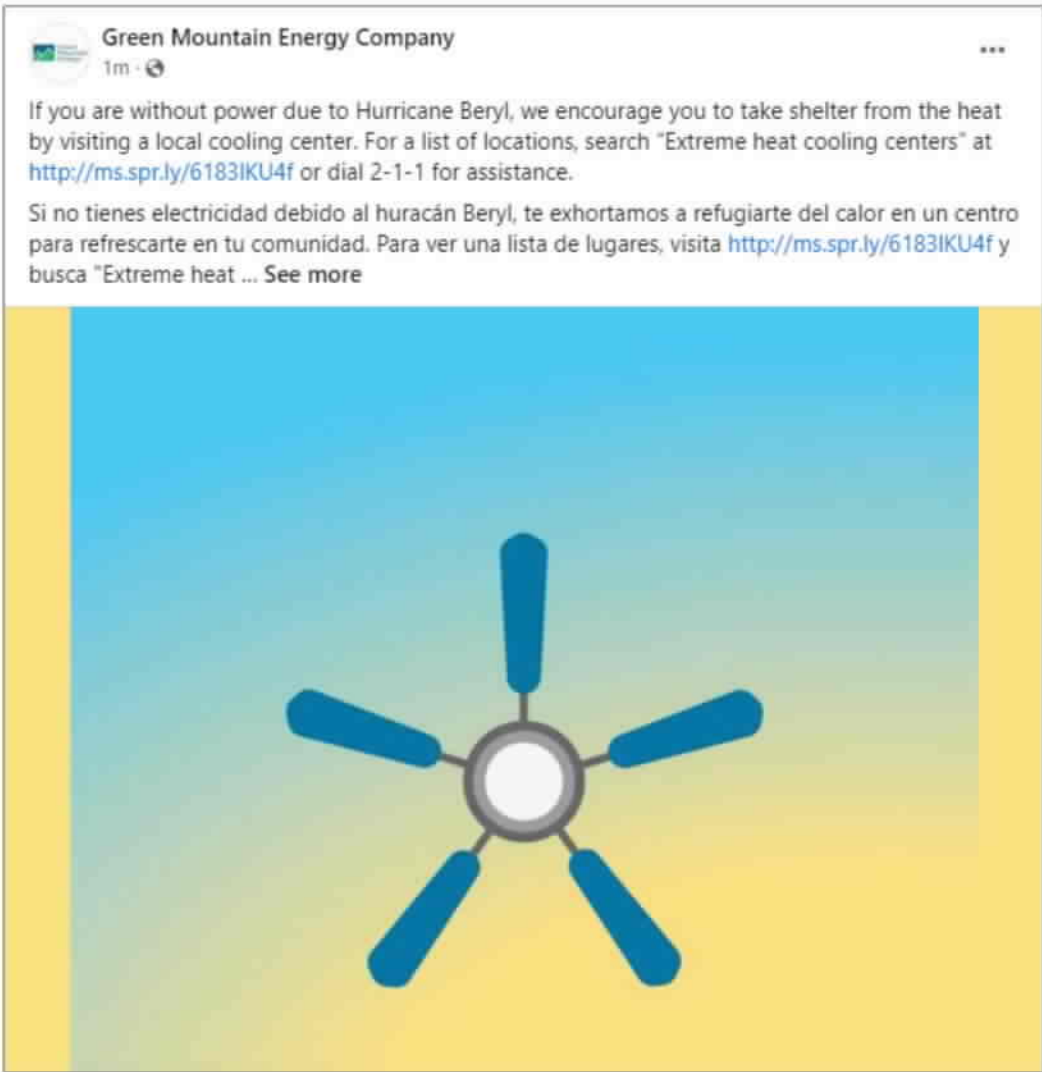 Green Mountain Energy Company
1m
If you are without power due to Hurricane Beryl, we encourage you to take shelter from the heat
by visiting a local cooling center. For a list of locations, search "Extreme heat cooling centers" at
http://ms.spr.ly/6183IKU4f or dial 2-1-1 for assistance.
Si no tienes electricidad debido al huracán Beryl, te exhortamos a refugiarte del calor en un centro
para refrescarte en tu comunidad. Para ver una lista de lugares, visita http://ms.spr.ly/6183IKU4f y
busca "Extreme heat ... See more